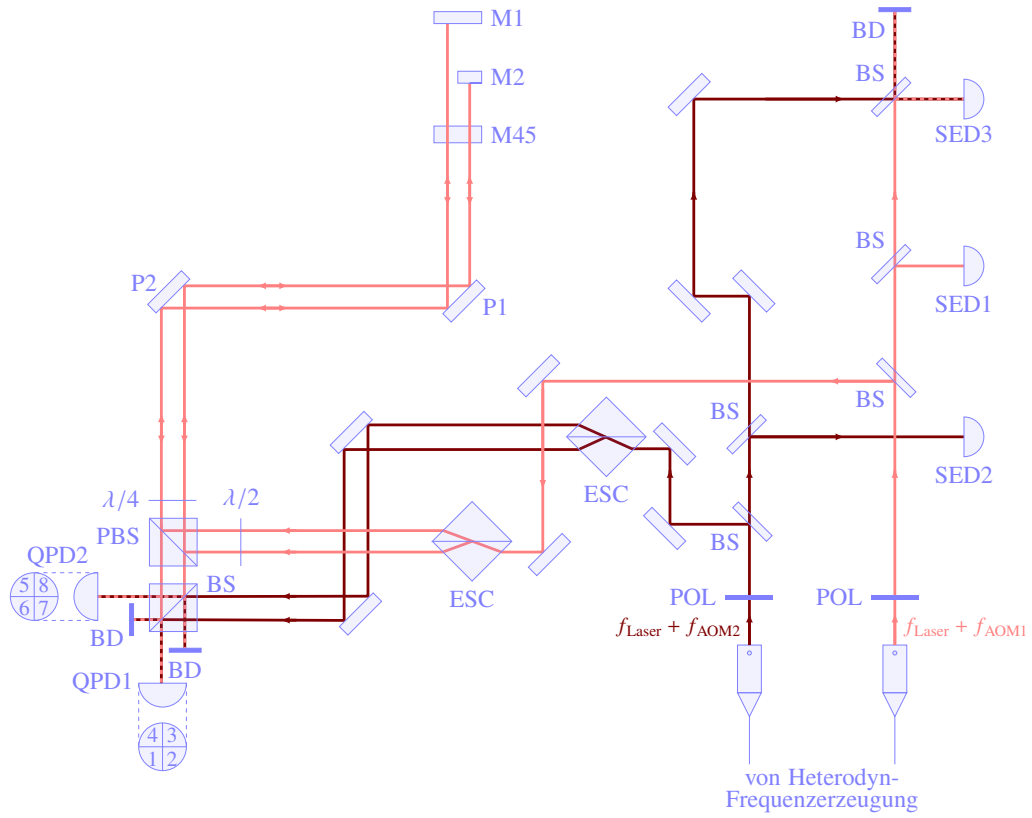 M1
BD
M2
BS
M45
SED3
BS
P2
P1
SED1
BS
BS
ESC
SED2
λ/4
λ/2
PBS
BS
QPD2
5 8
6 7
BS
ESC
POL
POL
BD
f_Laser + f_AOM2
f_Laser + f_AOM1
BD
QPD1
4 3
1 2
von Heterodyn-
Frequenzerzeugung